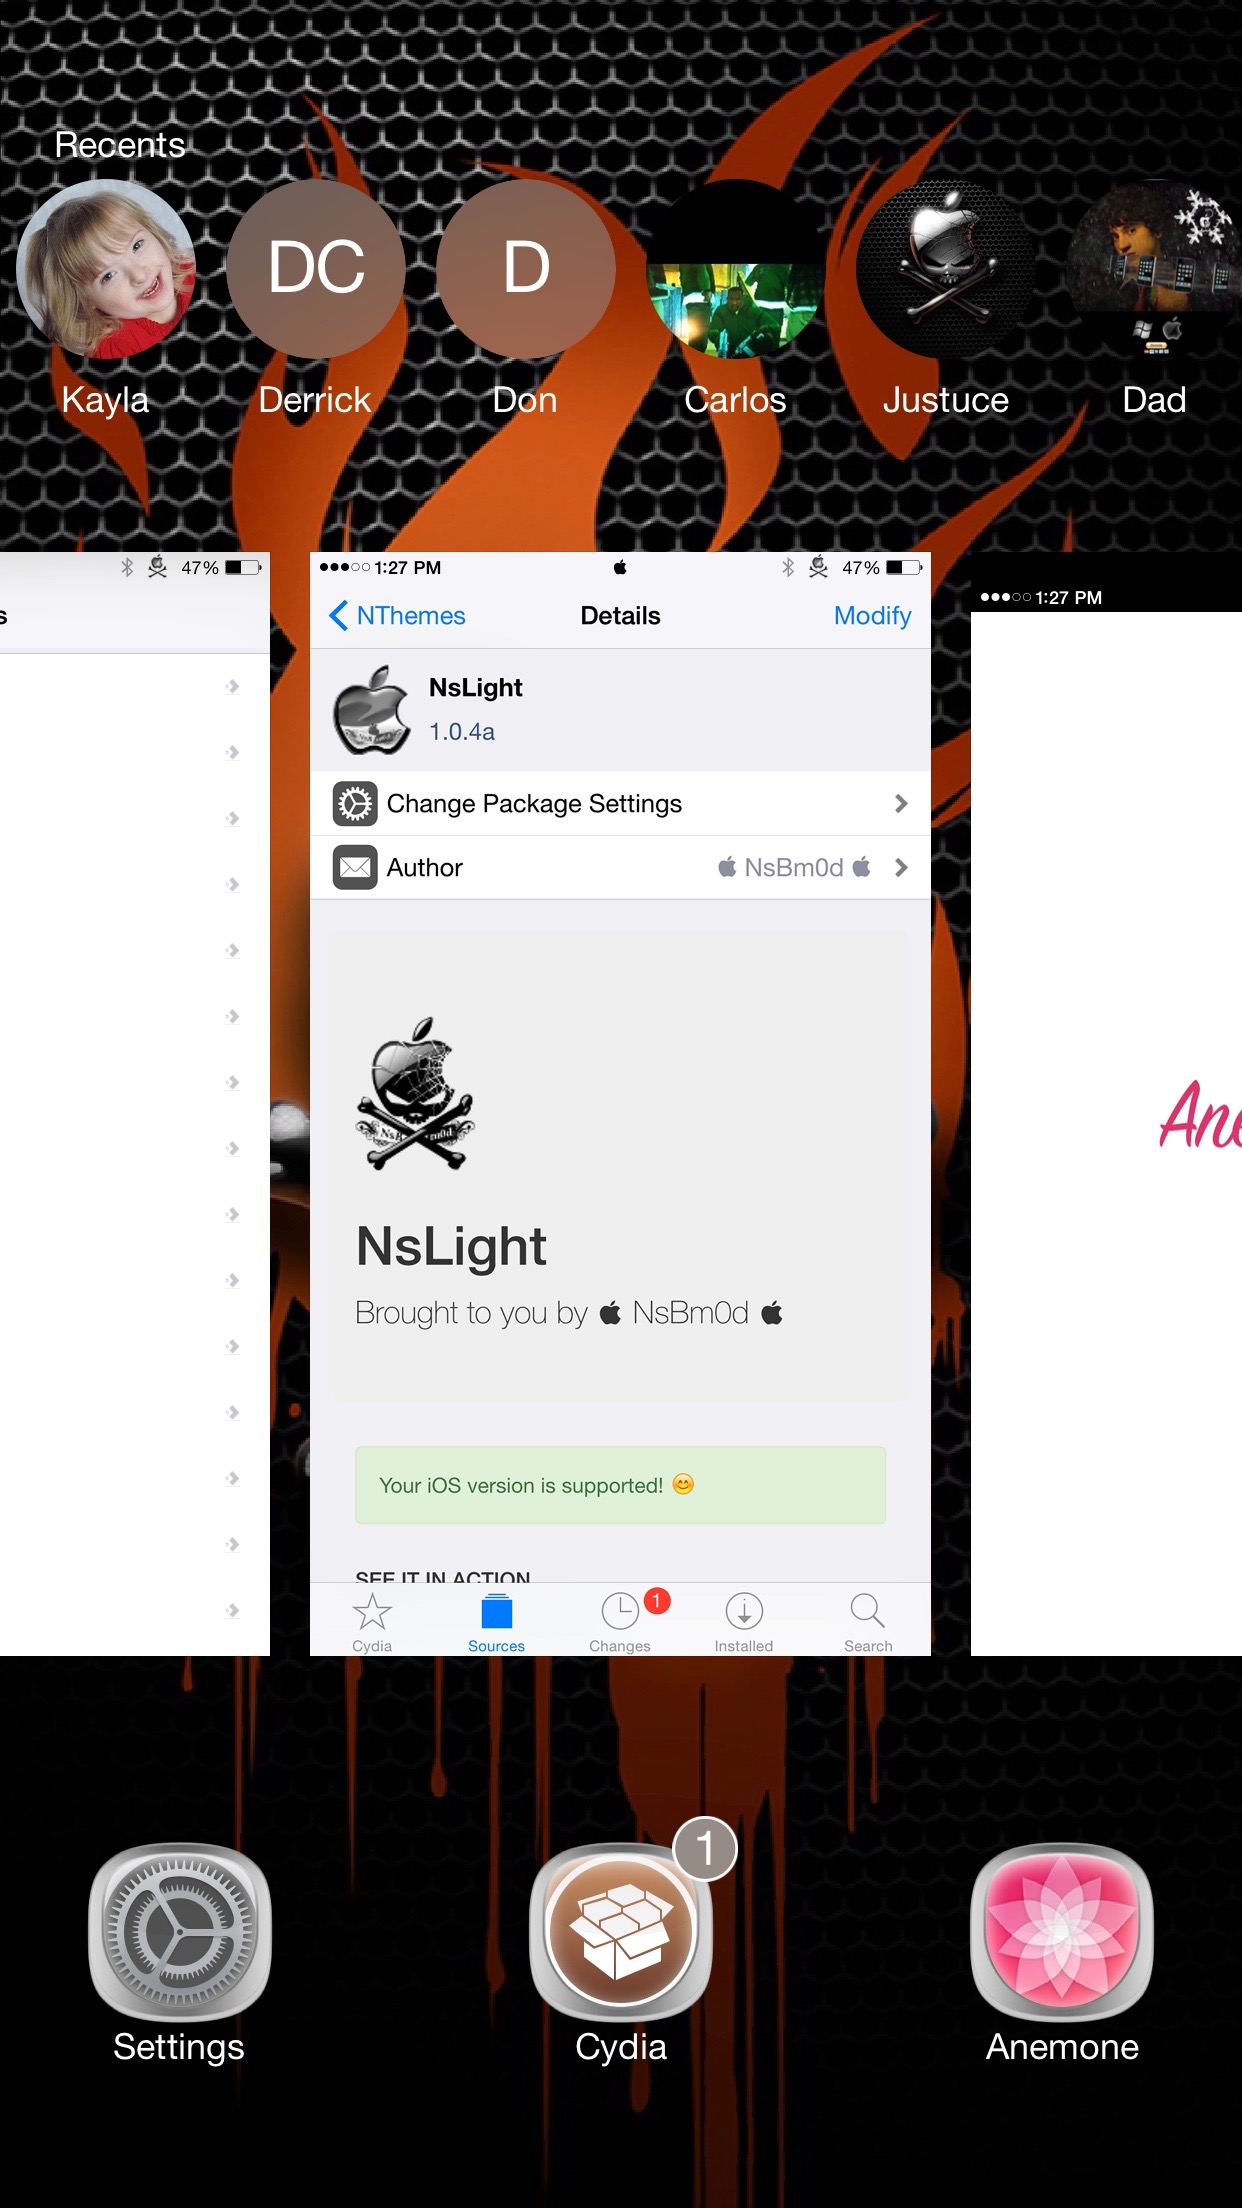 Recents
DC
D
Kayla
Derrick
Don
Carlos
Justuce
Dad
s
47%
1:27 PM
47%
1:27 PM
NThemes
Details
Modify
NsLight
1.0.4a
Change Package Settings
Author
NsBm0d
Ane
NsLight
Brought to you by  NsBm0d 
Your iOS version is supported! 😊
SEE IT IN ACTION
1
Cydia
Sources
Changes
Installed
Search
1
Settings
Cydia
Anemone